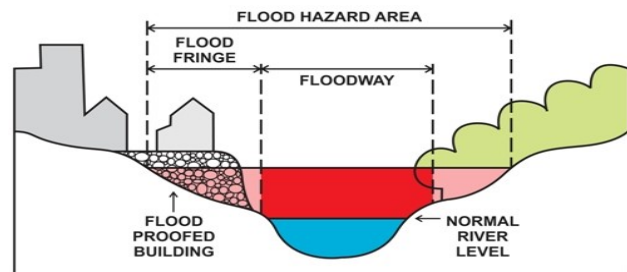 FLOOD HAZARD AREA
FLOOD
FRINGE
FLOODWAY
FLOOD
PROOFED
BUILDING
NORMAL
RIVER
LEVEL